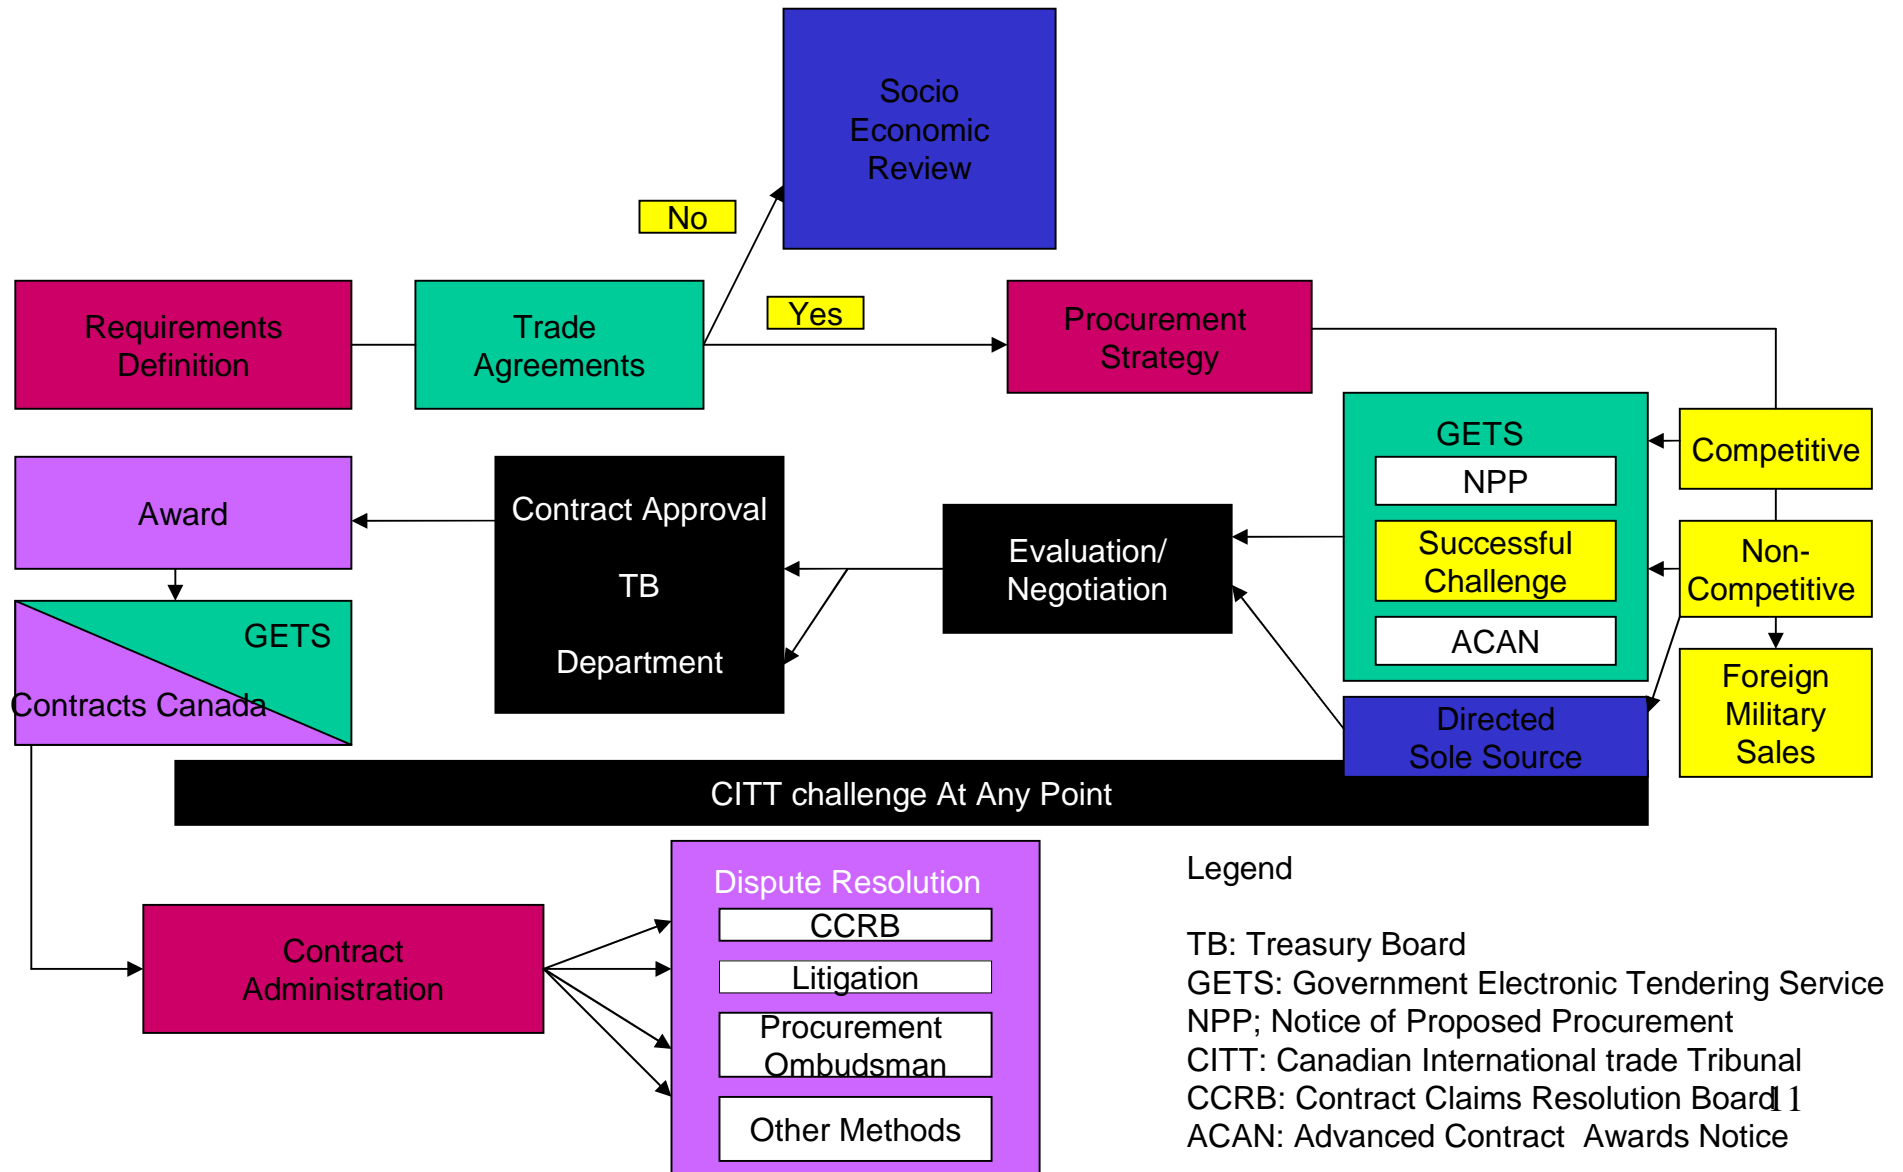 Socio
Economic
Review
No
Yes
Requirements
Definition
Trade
Agreements
Procurement
Strategy
GETS
NPP
Successful
Challenge
ACAN
Competitive
Non-
Competitive
Foreign
Military
Sales
Directed
Sole Source
Evaluation/
Negotiation
Contract Approval
TB
Department
Award
GETS
Contracts Canada
CITT challenge At Any Point
Contract
Administration
Dispute Resolution
CCRB
Litigation
Procurement
Ombudsman
Other Methods
Legend
TB: Treasury Board
GETS: Government Electronic Tendering Service
NPP; Notice of Proposed Procurement
CITT: Canadian International trade Tribunal
CCRB: Contract Claims Resolution Board
11
ACAN: Advanced Contract  Awards Notice